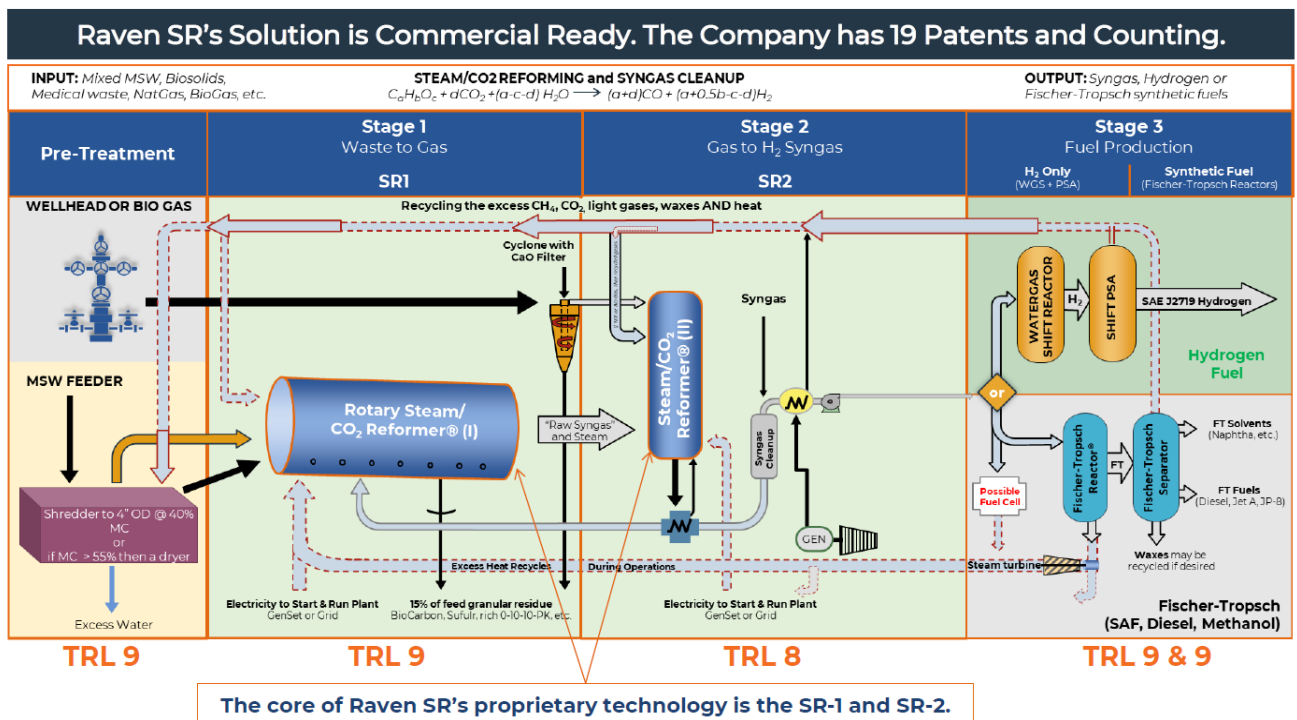 Raven SR's Solution is Commercial Ready. The Company has 19 Patents and Counting.
INPUT: Mixed MSW, Biosolids,
Medical waste, NatGas, BioGas, etc.
STEAM/CO2 REFORMING and SYNGAS CLEANUP
CₐHbOc + dCO₂ +(a-c-d) H₂O → (a+d)CO + (a+0.5b-c-d)H₂
OUTPUT: Syngas, Hydrogen or
Fischer-Tropsch synthetic fuels
Pre-Treatment
Stage 1
Waste to Gas
SR1
Stage 2
Gas to H₂ Syngas
SR2
Stage 3
Fuel Production
H₂ Only
(WGS + PSA)
Synthetic Fuel
(Fischer-Tropsch Reactors)
WELLHEAD OR BIO GAS
Recycling the excess CH₄, CO₂, light gases, waxes AND heat
Cyclone with
CaO Filter
Steam/CO₂
Reformer® (II)
Syngas
WATERGAS
SHIFT REACTOR
H₂
SHIFT PSA
SAE J2719 Hydrogen
Hydrogen
Fuel
MSW FEEDER
Rotary Steam/
CO₂ Reformer® (I)
"Raw Syngas"
and Steam
Syngas
Cleanup
or
Fischer-Tropsch
Reactor®
FT
Fischer-Tropsch
Separator
FT Solvents
(Naphtha, etc.)
FT Fuels
(Diesel, Jet A, JP-8)
Possible
Fuel Cell
Shredder to 4" OD @ 40%
MC
or
if MC > 55% then a dryer
GEN
Excess Heat Recycles
During Operations
Steam turbine
Waxes may be
recycled if desired
Excess Water
Electricity to Start & Run Plant
GenSet or Grid
15% of feed granular residue
BioCarbon, Sufulr, rich 0-10-10-PK, etc.
Electricity to Start & Run Plant
GenSet or Grid
Fischer-Tropsch
(SAF, Diesel, Methanol)
TRL 9
TRL 9
TRL 8
TRL 9 & 9
The core of Raven SR's proprietary technology is the SR-1 and SR-2.